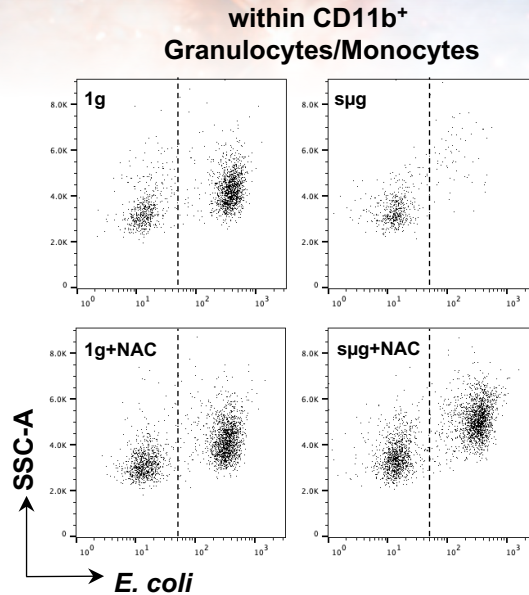 within CD11b⁺
Granulocytes/Monocytes
1g
8.0K
6.0K
4.0K
2.0K
0
10⁰ 10¹ 10² 10³
sµg
8.0K
6.0K
4.0K
2.0K
0
10⁰ 10¹ 10² 10³
1g+NAC
8.0K
6.0K
4.0K
2.0K
0
10⁰ 10¹ 10² 10³
sµg+NAC
8.0K
6.0K
4.0K
2.0K
0
10⁰ 10¹ 10² 10³
SSC-A
E. coli